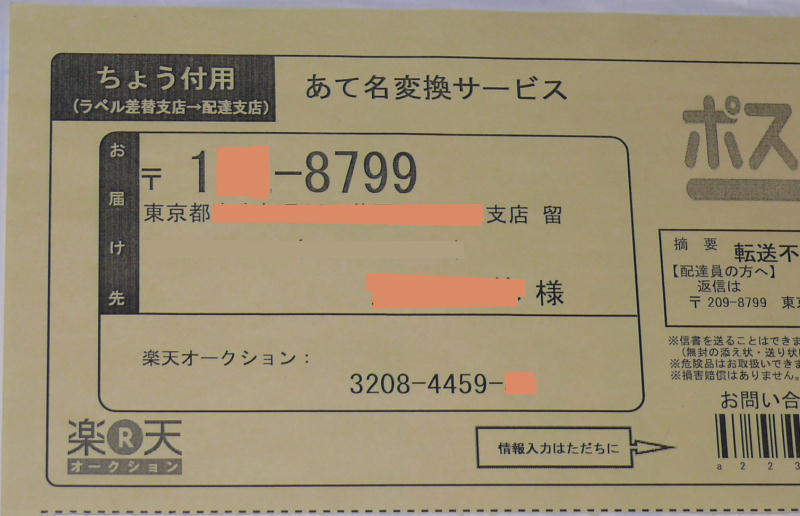 ちょう付用
(ラベル差替支店→配達支店)
あて名変換サービス
ポス
お届け先
〒 1 -8799
東京都 支店 留
様
楽天オークション：
3208-4459-
摘 要 転送不
【配達員の方へ】
返信は
〒 209-8799 東京
※信書を送ることはできま
(無封の添え状・送り状
※危険品はお取扱いできま
※損害賠償はありません。
お問い合
a 2 2 3
楽R天
オークション
情報入力はただちに